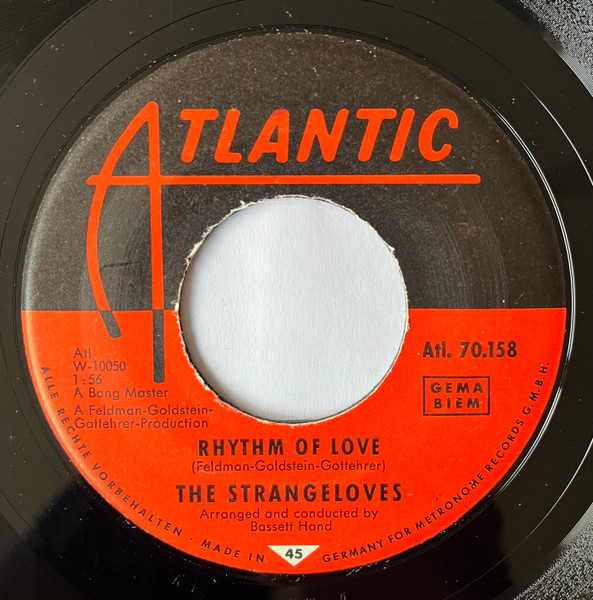 ATLANTIC
Atl
W-10050
1:56
A Bang Master
A Feldman-Goldstein-
Gottehrer-Production
Atl. 70.158
GEMA
BIEM
RHYTHM OF LOVE
(Feldman-Goldstein-Gottehrer)
THE STRANGELOVES
Arranged and conducted by
Bassett Hand
ALLE RECHTE VORBEHALTEN · MADE IN 45 GERMANY FOR METRONOME RECORDS G.M.B.H.